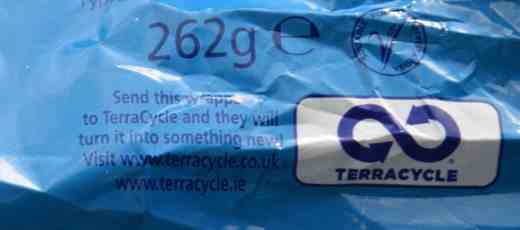 262g e
Send this wrapp
to TerraCycle and they will
turn it into something new!
Visit www.terracycle.co.uk
www.terracycle.ie
TERRACYCLE